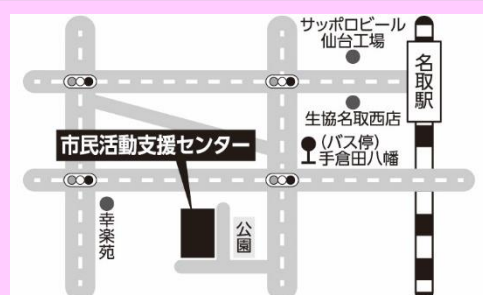 サッポロビール
仙台工場
名取駅
生協名取西店
市民活動支援センター
(バス停)
手倉田八幡
幸楽苑
公園